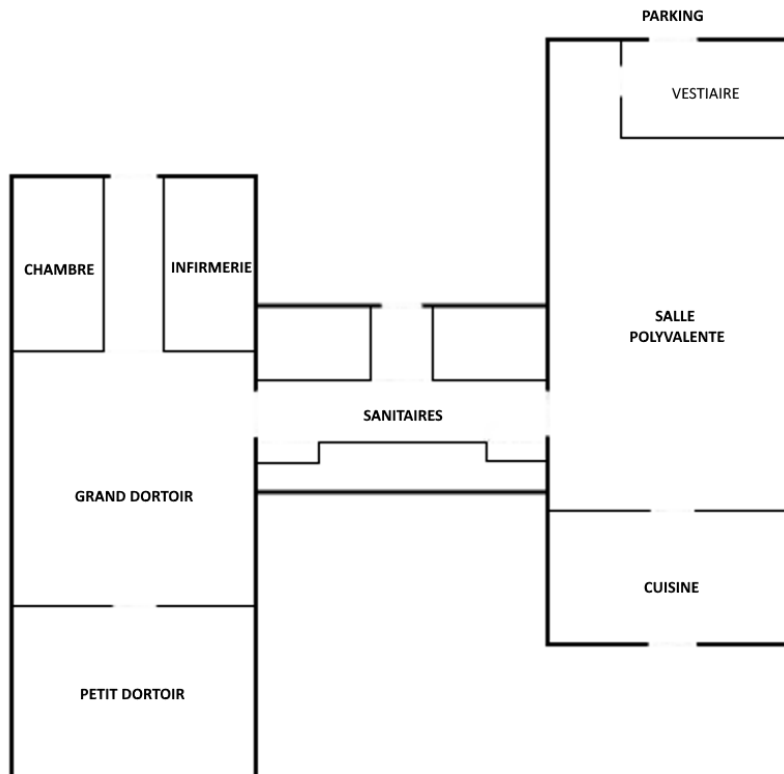 PARKING
VESTIAIRE
CHAMBRE
INFIRMERIE
SALLE
POLYVALENTE
SANITAIRES
GRAND DORTOIR
CUISINE
PETIT DORTOIR